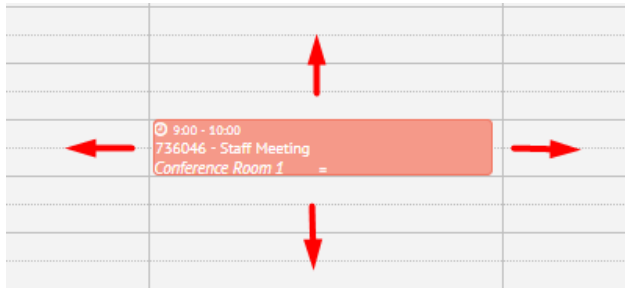 9:00 - 10:00
736046 - Staff Meeting
Conference Room 1 =